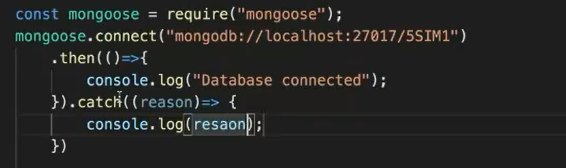 const mongoose = require("mongoose");
mongoose.connect("mongodb://localhost:27017/5SIM1")
    .then(()=>{
        console.log("Database connected");
    }).catch((reason)=> {
        console.log(resaon);
    })